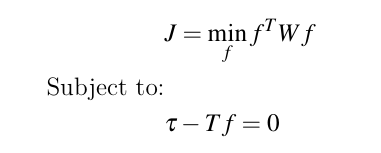 J = min_f f^T W f
Subject to:
τ − T f = 0